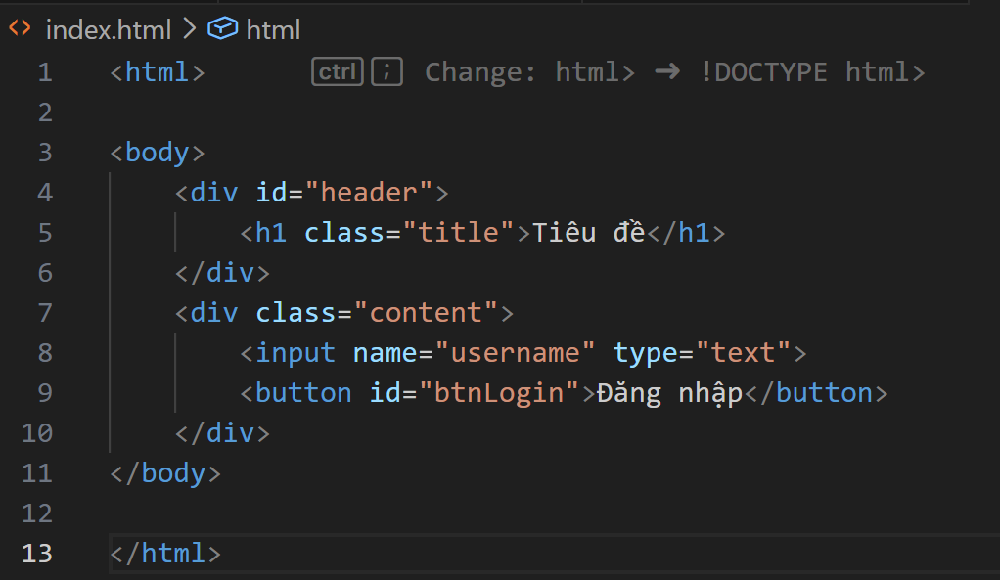 index.html > html
1 <html> ctrl ; Change: html> → !DOCTYPE html>
2
3 <body>
4     <div id="header">
5         <h1 class="title">Tiêu đề</h1>
6     </div>
7     <div class="content">
8         <input name="username" type="text">
9         <button id="btnLogin">Đăng nhập</button>
10     </div>
11 </body>
12
13 </html>